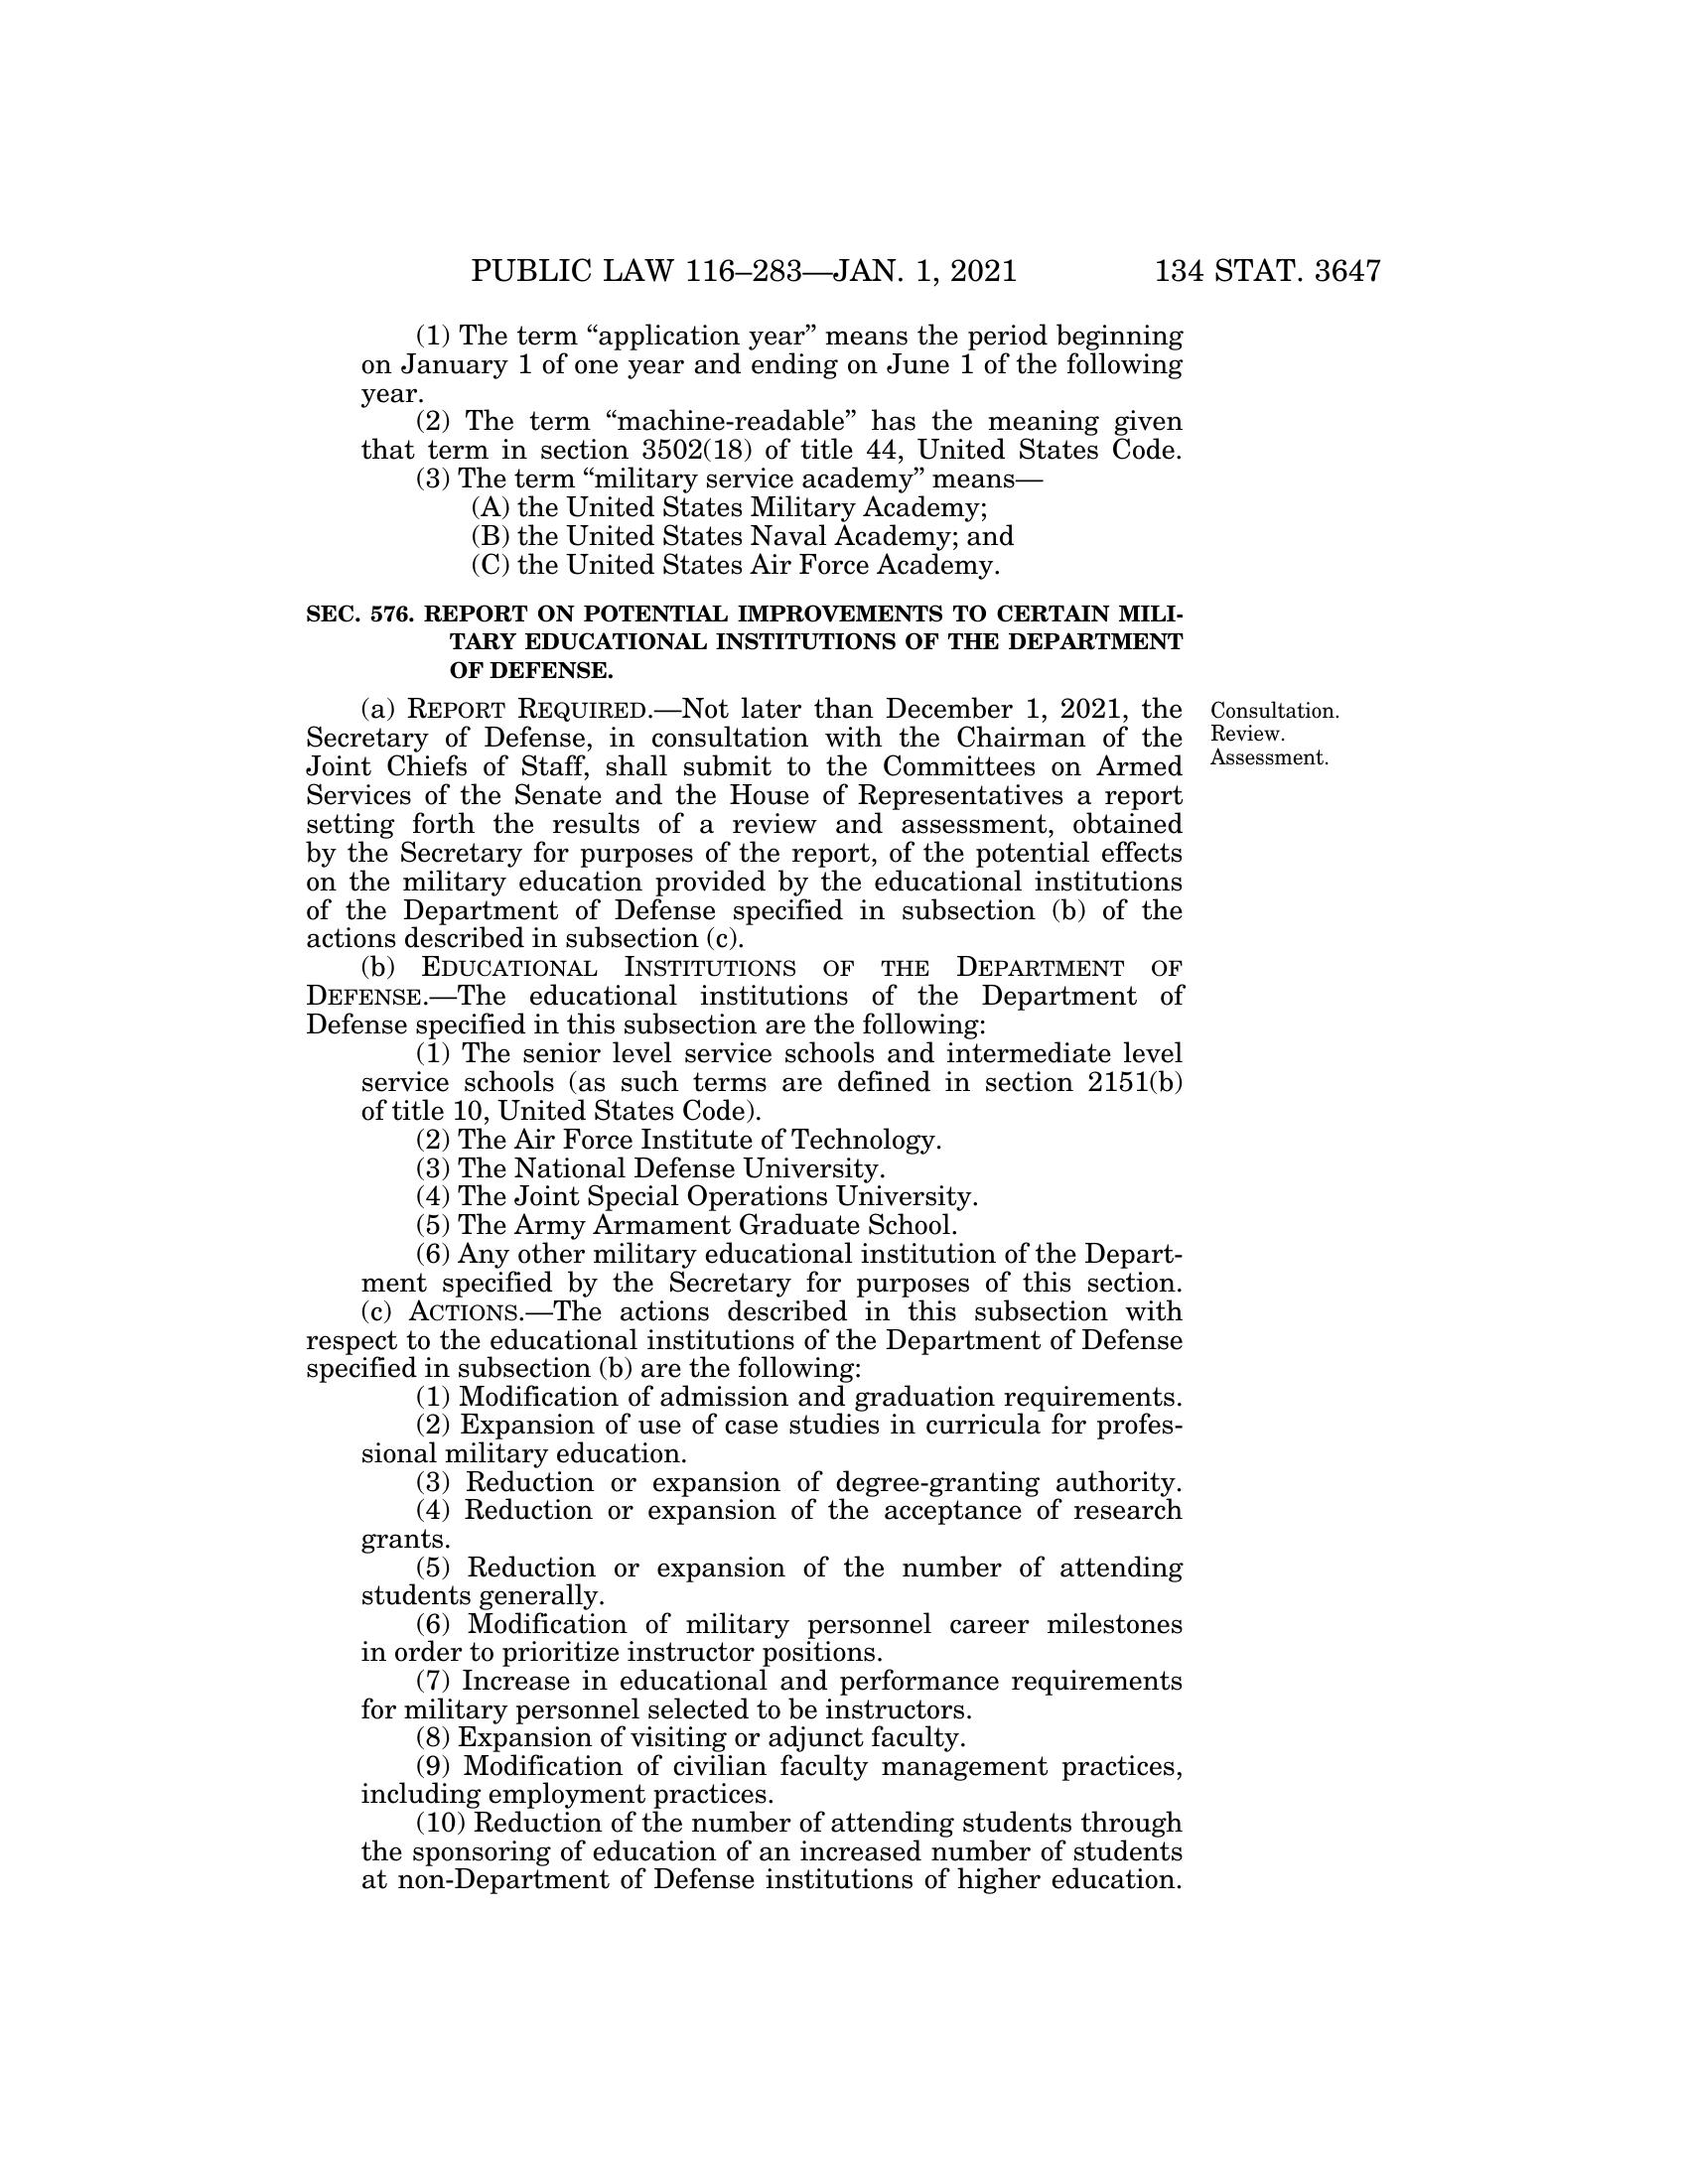 PUBLIC LAW 116–283—JAN. 1, 2021 134 STAT. 3647
(1) The term “application year” means the period beginning
on January 1 of one year and ending on June 1 of the following
year.
(2) The term “machine-readable” has the meaning given
that term in section 3502(18) of title 44, United States Code.
(3) The term “military service academy” means—
(A) the United States Military Academy;
(B) the United States Naval Academy; and
(C) the United States Air Force Academy.
SEC. 576. REPORT ON POTENTIAL IMPROVEMENTS TO CERTAIN MILI-
TARY EDUCATIONAL INSTITUTIONS OF THE DEPARTMENT
OF DEFENSE.
(a) REPORT REQUIRED.—Not later than December 1, 2021, the
Secretary of Defense, in consultation with the Chairman of the
Joint Chiefs of Staff, shall submit to the Committees on Armed
Services of the Senate and the House of Representatives a report
setting forth the results of a review and assessment, obtained
by the Secretary for purposes of the report, of the potential effects
on the military education provided by the educational institutions
of the Department of Defense specified in subsection (b) of the
actions described in subsection (c).
Consultation.
Review.
Assessment.
(b) EDUCATIONAL INSTITUTIONS OF THE DEPARTMENT OF
DEFENSE.—The educational institutions of the Department of
Defense specified in this subsection are the following:
(1) The senior level service schools and intermediate level
service schools (as such terms are defined in section 2151(b)
of title 10, United States Code).
(2) The Air Force Institute of Technology.
(3) The National Defense University.
(4) The Joint Special Operations University.
(5) The Army Armament Graduate School.
(6) Any other military educational institution of the Depart-
ment specified by the Secretary for purposes of this section.
(c) ACTIONS.—The actions described in this subsection with
respect to the educational institutions of the Department of Defense
specified in subsection (b) are the following:
(1) Modification of admission and graduation requirements.
(2) Expansion of use of case studies in curricula for profes-
sional military education.
(3) Reduction or expansion of degree-granting authority.
(4) Reduction or expansion of the acceptance of research
grants.
(5) Reduction or expansion of the number of attending
students generally.
(6) Modification of military personnel career milestones
in order to prioritize instructor positions.
(7) Increase in educational and performance requirements
for military personnel selected to be instructors.
(8) Expansion of visiting or adjunct faculty.
(9) Modification of civilian faculty management practices,
including employment practices.
(10) Reduction of the number of attending students through
the sponsoring of education of an increased number of students
at non-Department of Defense institutions of higher education.